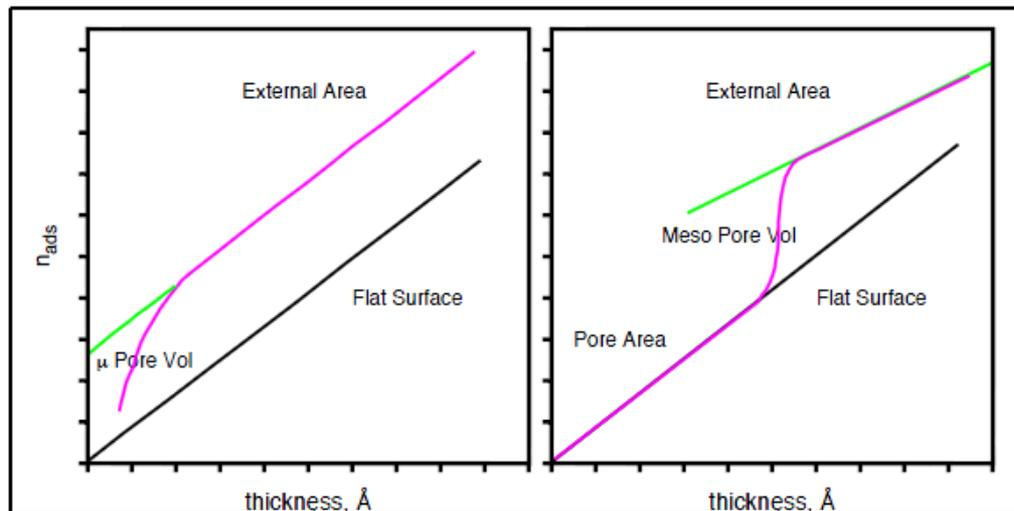 External Area
n_ads
Flat Surface
μ Pore Vol
thickness, Å
External Area
Meso Pore Vol
Flat Surface
Pore Area
thickness, Å